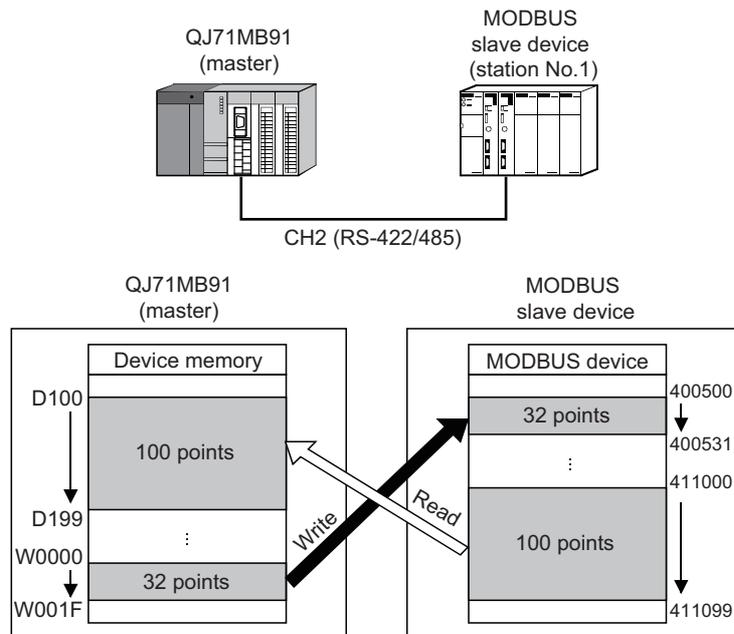 QJ71MB91
(master)
MODBUS
slave device
(station No.1)
CH2 (RS-422/485)
QJ71MB91
(master)
MODBUS
slave device
Device memory
D100
100 points
D199
W0000
32 points
W001F
Write
Read
MODBUS device
400500
32 points
400531
411000
100 points
411099